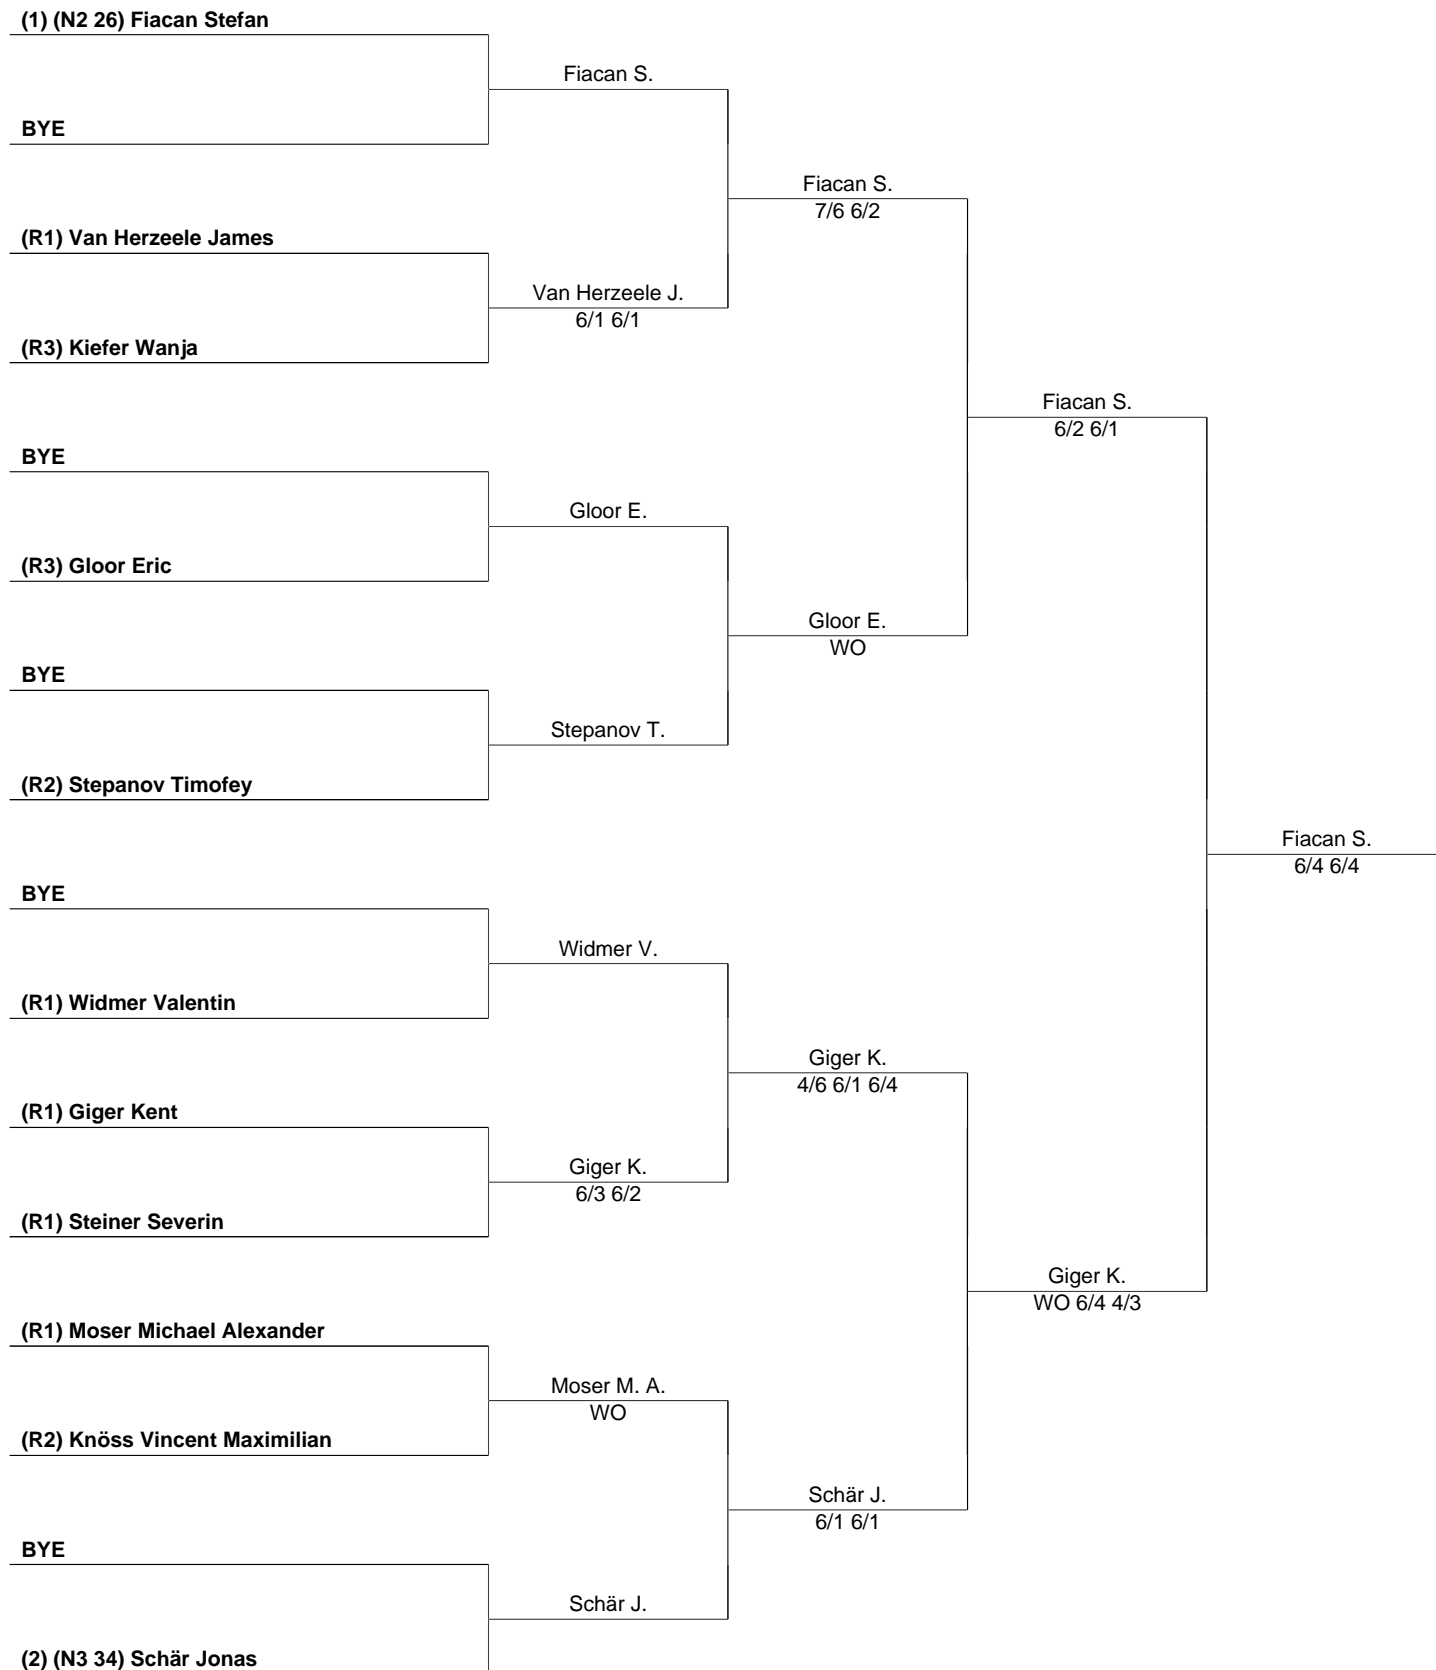 (1) (N2 26) Fiacan Stefan
Fiacan S.
BYE
Fiacan S.
7/6 6/2
(R1) Van Herzeele James
Van Herzeele J.
6/1 6/1
(R3) Kiefer Wanja
Fiacan S.
6/2 6/1
BYE
Gloor E.
(R3) Gloor Eric
Gloor E.
WO
BYE
Stepanov T.
(R2) Stepanov Timofey
Fiacan S.
6/4 6/4
BYE
Widmer V.
(R1) Widmer Valentin
Giger K.
4/6 6/1 6/4
(R1) Giger Kent
Giger K.
6/3 6/2
(R1) Steiner Severin
Giger K.
WO 6/4 4/3
(R1) Moser Michael Alexander
Moser M. A.
WO
(R2) Knöss Vincent Maximilian
Schär J.
6/1 6/1
BYE
Schär J.
(2) (N3 34) Schär Jonas